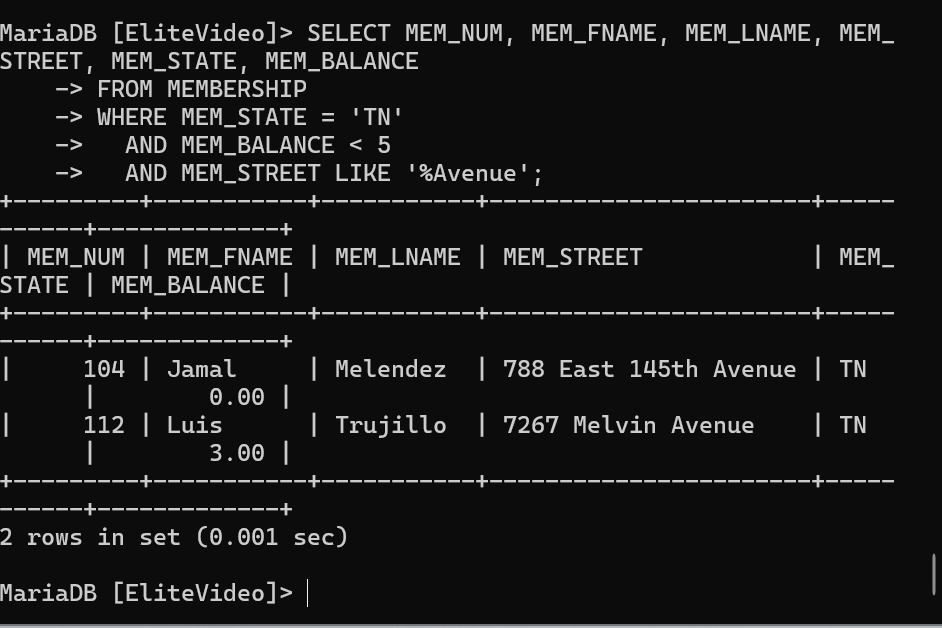 MariaDB [EliteVideo]> SELECT MEM_NUM, MEM_FNAME, MEM_LNAME, MEM_
STREET, MEM_STATE, MEM_BALANCE
    -> FROM MEMBERSHIP
    -> WHERE MEM_STATE = 'TN'
    ->   AND MEM_BALANCE < 5
    ->   AND MEM_STREET LIKE '%Avenue';
+---------+-----------+-----------+-----------------------+-----
------+-------------+
| MEM_NUM | MEM_FNAME | MEM_LNAME | MEM_STREET            | MEM_
STATE | MEM_BALANCE |
+---------+-----------+-----------+-----------------------+-----
------+-------------+
|     104 | Jamal     | Melendez  | 788 East 145th Avenue | TN
      |        0.00 |
|     112 | Luis      | Trujillo  | 7267 Melvin Avenue    | TN
      |        3.00 |
+---------+-----------+-----------+-----------------------+-----
------+-------------+
2 rows in set (0.001 sec)
MariaDB [EliteVideo]>